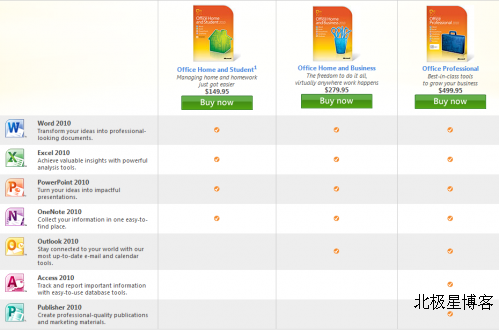 Office Home and Student1
Managing home and homework
just got easier
$149.95
Buy now
Office Home and Business
The freedom to do it all,
virtually anywhere work happens
$279.95
Buy now
Office Professional
Best-in-class tools
to grow your business
$499.95
Buy now
Word 2010
Transform your ideas into professional-
looking documents.
Excel 2010
Achieve valuable insights with powerful
analysis tools.
PowerPoint 2010
Turn your ideas into impactful
presentations.
OneNote 2010
Collect your information in one easy-to-
find place.
Outlook 2010
Stay connected to your world with our
most up-to-date e-mail and calendar
tools.
Access 2010
Track and report important information
with easy-to-use database tools.
Publisher 2010
Create professional-quality publications
and marketing materials.
北极星博客